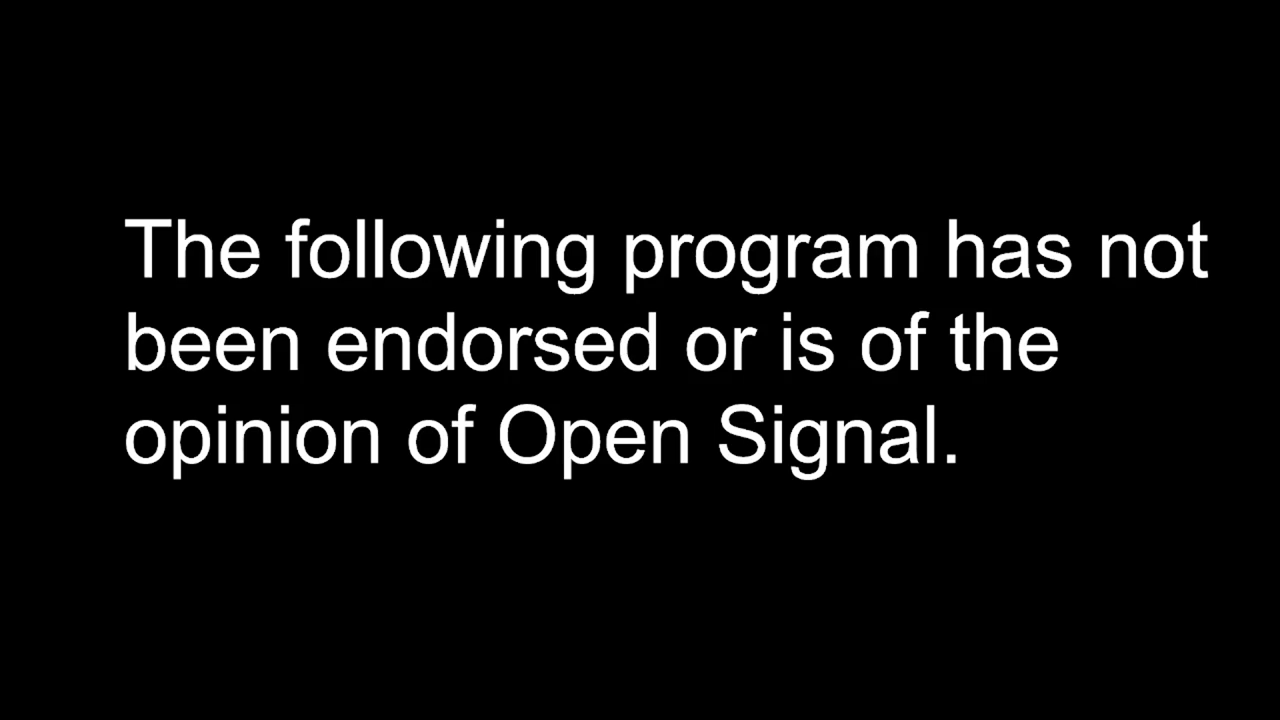 The following program has not
been endorsed or is of the
opinion of Open Signal.